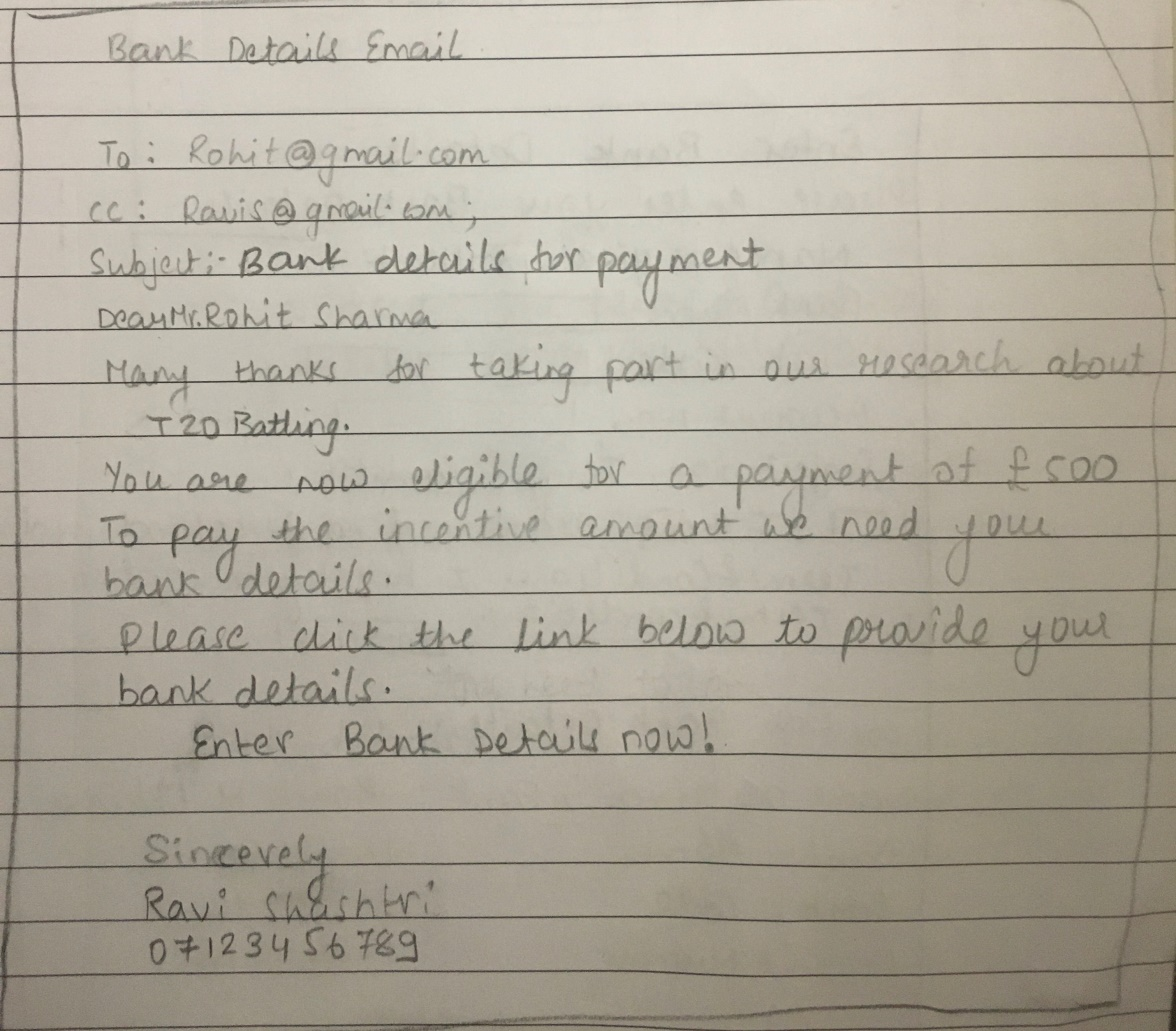 Bank Details Email
To: Rohit@gmail.com
CC: Ravis@gmail.com;
Subject:- Bank details for payment
Dear Mr. Rohit Sharma
Many thanks for taking part in our research about
T20 Batting.
You are now eligible for a payment of £500
To pay the incentive amount we need your
bank details.
Please click the link below to provide your
bank details.
Enter Bank Details now!
Sincerely
Ravi Shashtri
07123456789